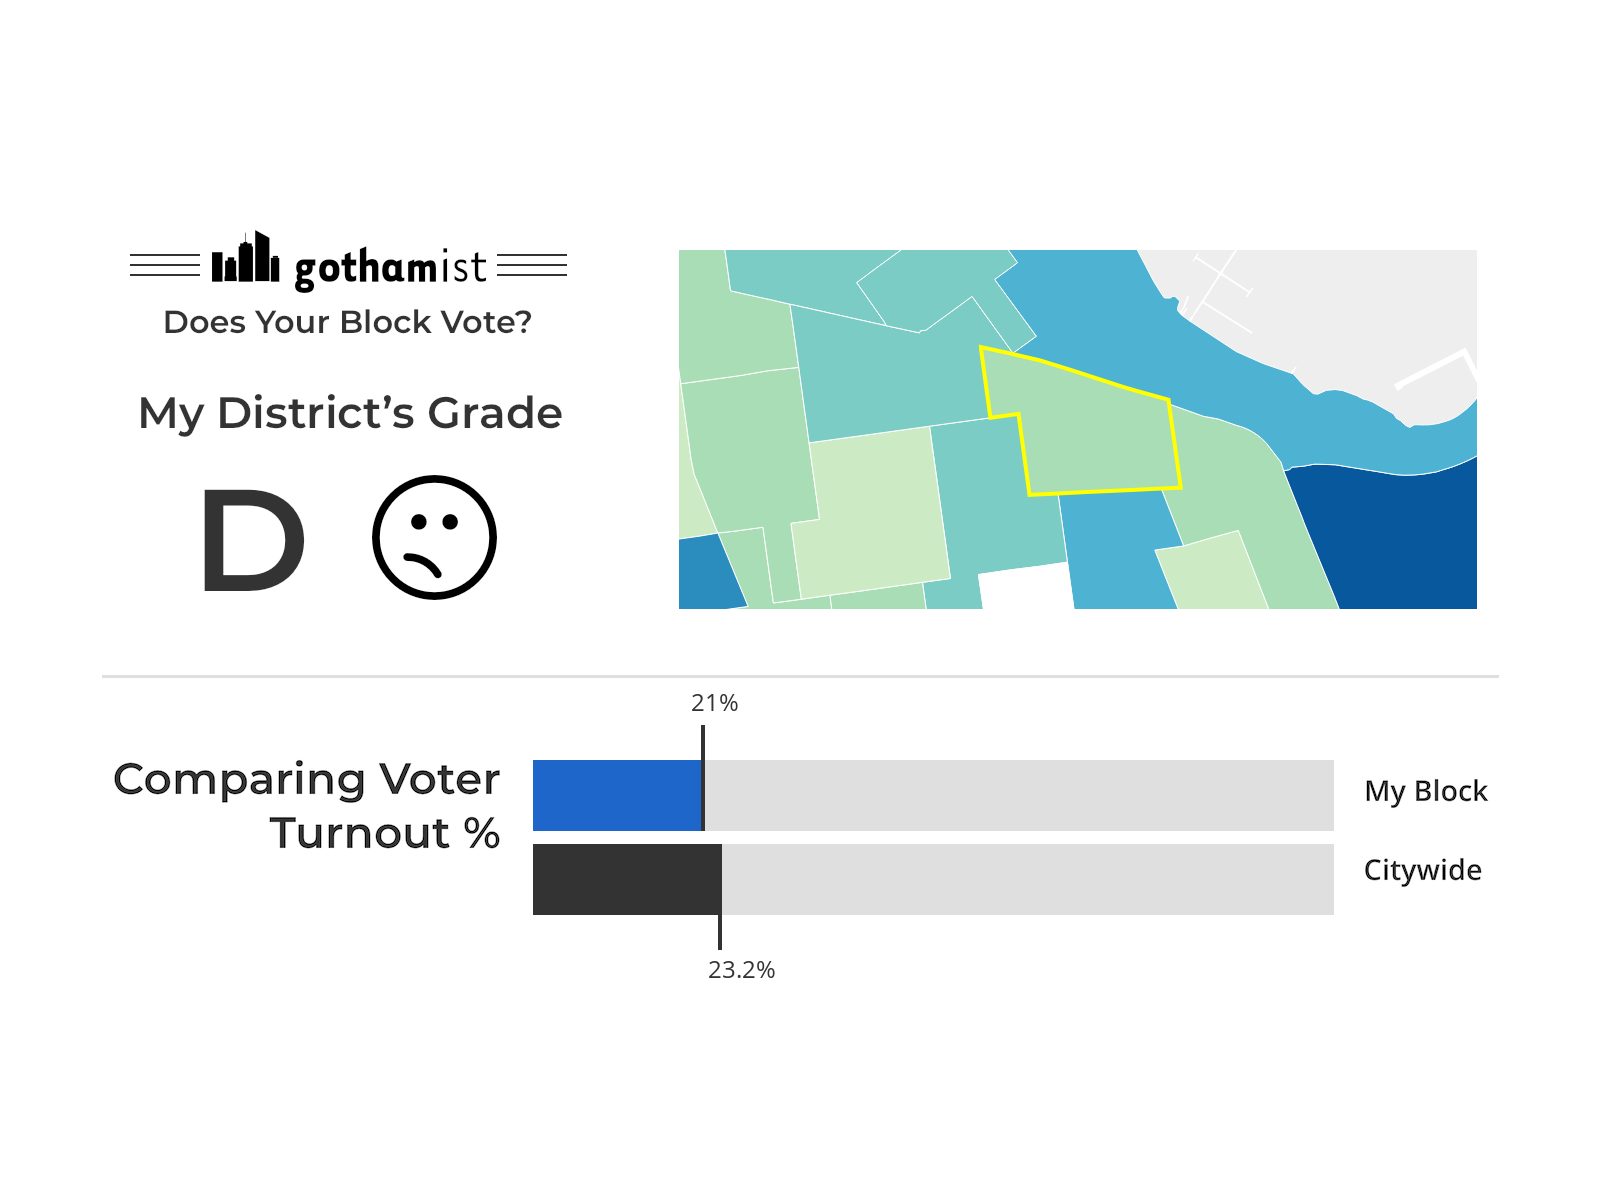 gothamist
Does Your Block Vote?
My District’s Grade
D
21%
Comparing Voter
Turnout %
My Block
Citywide
23.2%